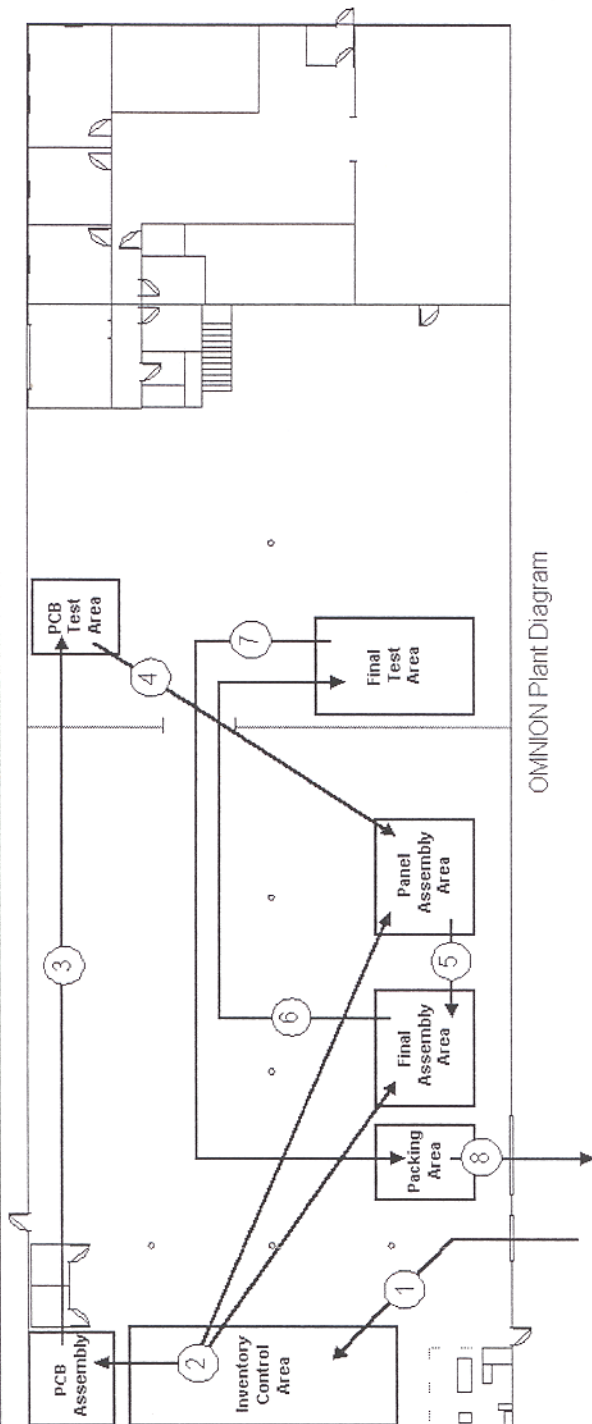 PCB
Assembly
Inventory
Control
Area
1
2
3
PCB
Test
Area
4
Panel
Assembly
Area
5
Final
Assembly
Area
6
Final
Test
Area
7
Packing
Area
8
OMNION Plant Diagram